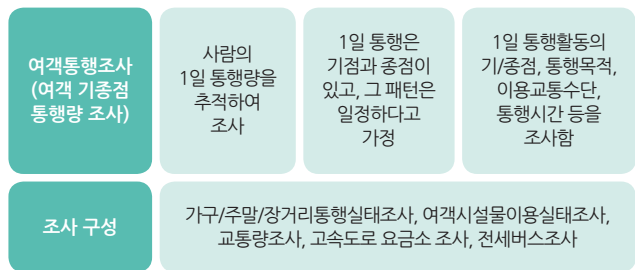 여객통행조사
(여객 기종점
통행량 조사)
사람의
1일 통행량을
추적하여
조사
1일 통행은
기점과 종점이
있고, 그 패턴은
일정하다고
가정
1일 통행활동의
기/종점, 통행목적,
이용교통수단,
통행시간 등을
조사함
조사 구성
가구/주말/장거리통행실태조사, 여객시설물이용실태조사,
교통량조사, 고속도로 요금소 조사, 전세버스조사